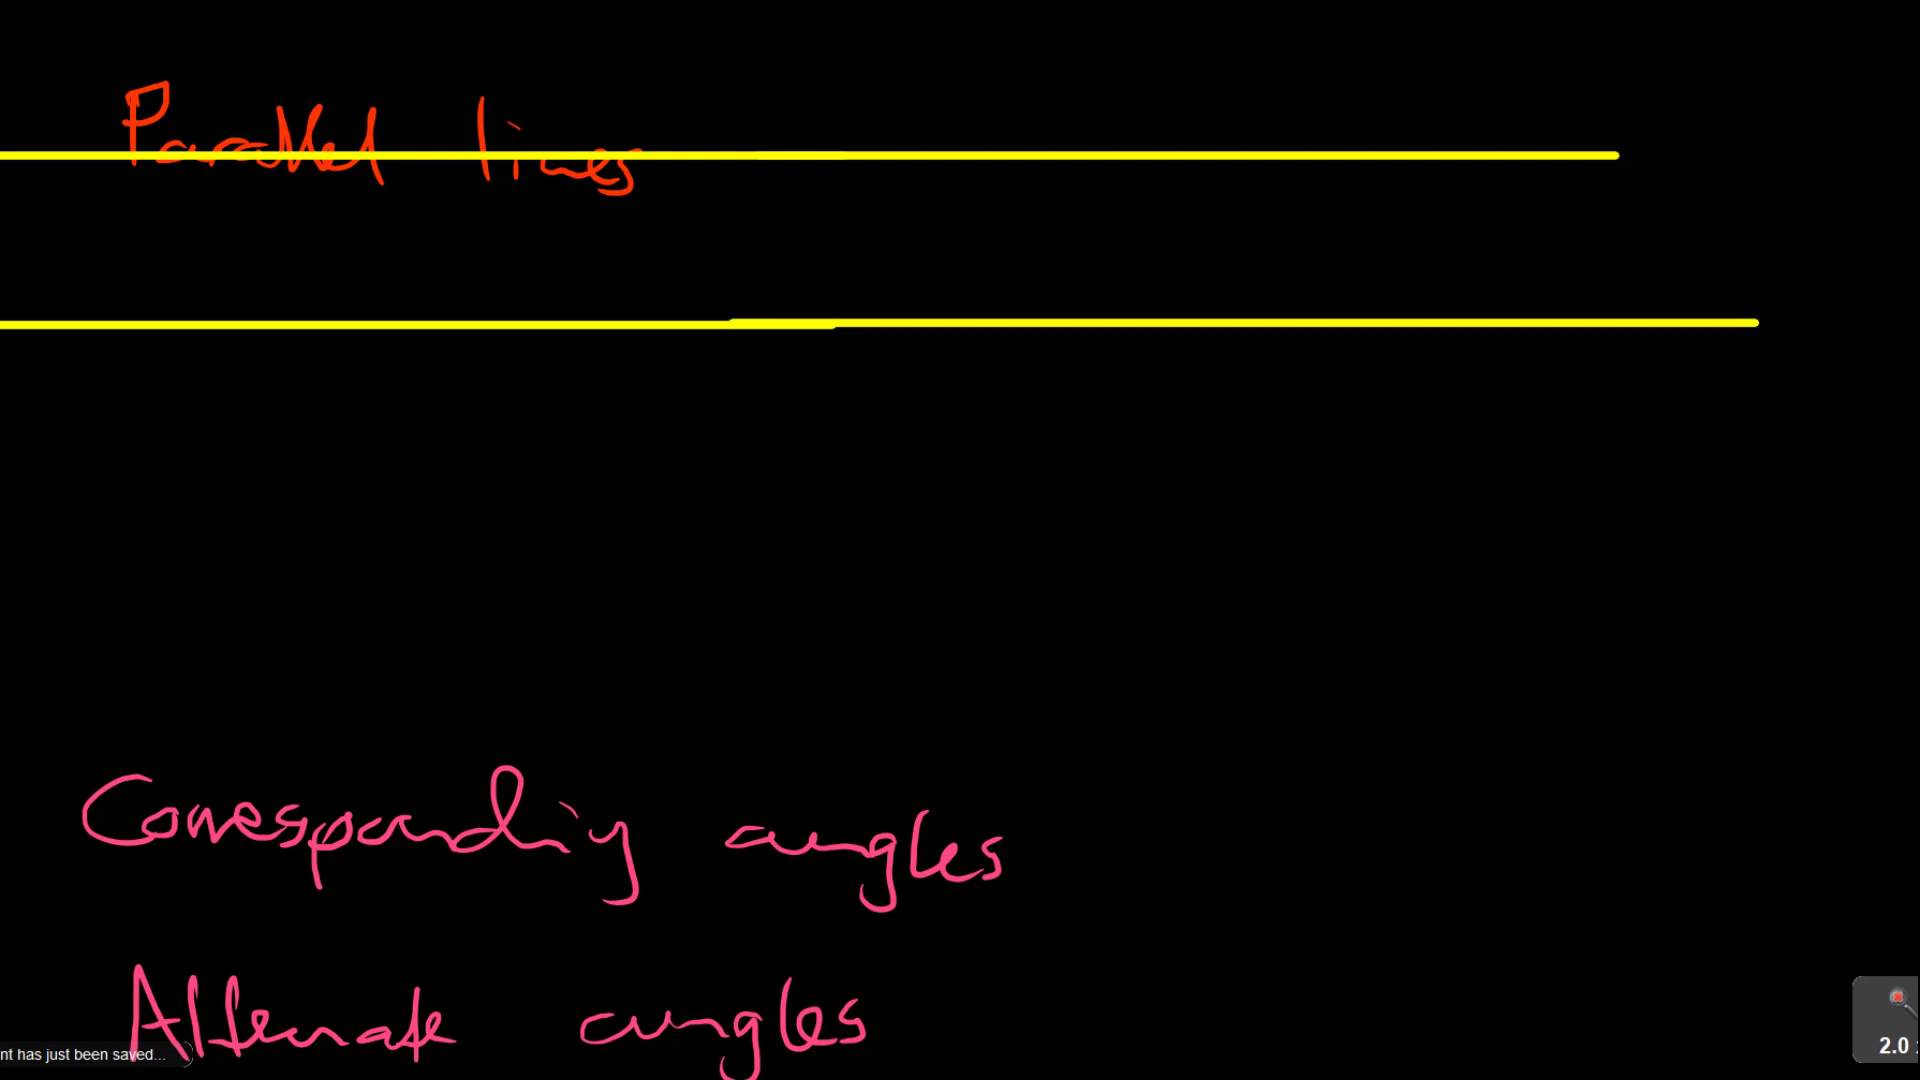 Parallel lines
Corresponding angles
Alternate angles
nt has just been saved...
2.0